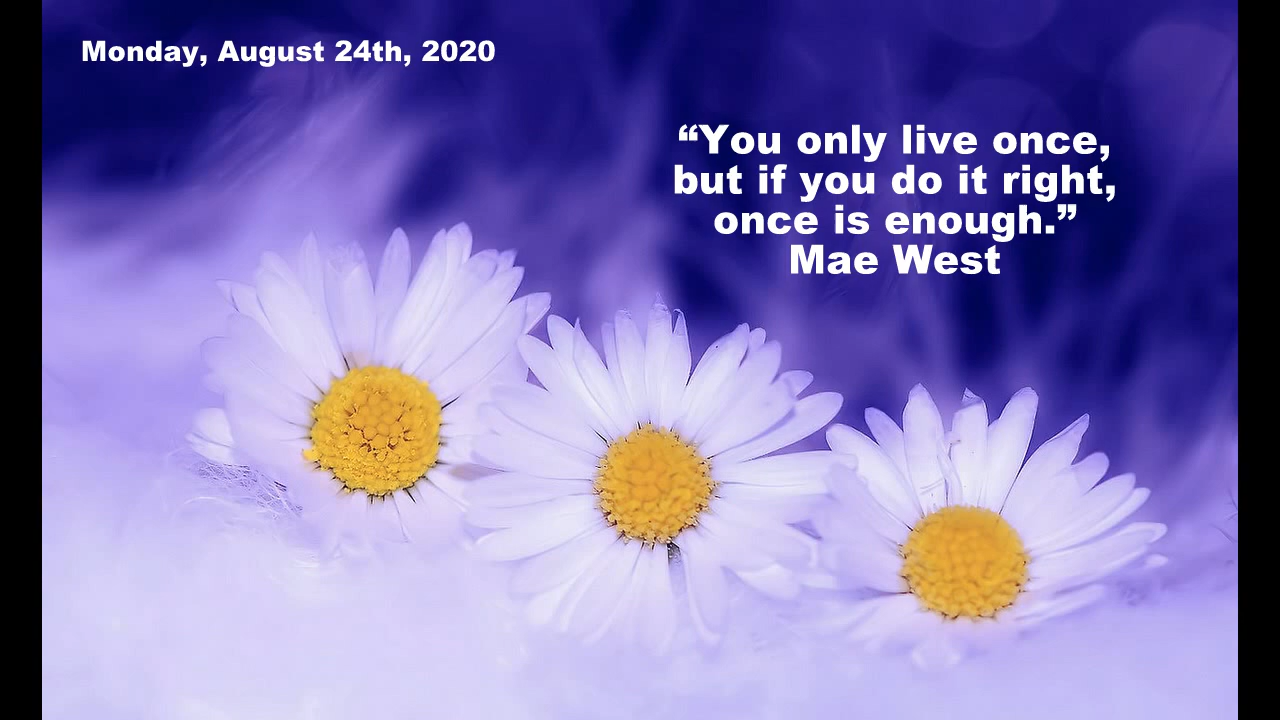 Monday, August 24th, 2020
“You only live once,
but if you do it right,
once is enough.”
Mae West